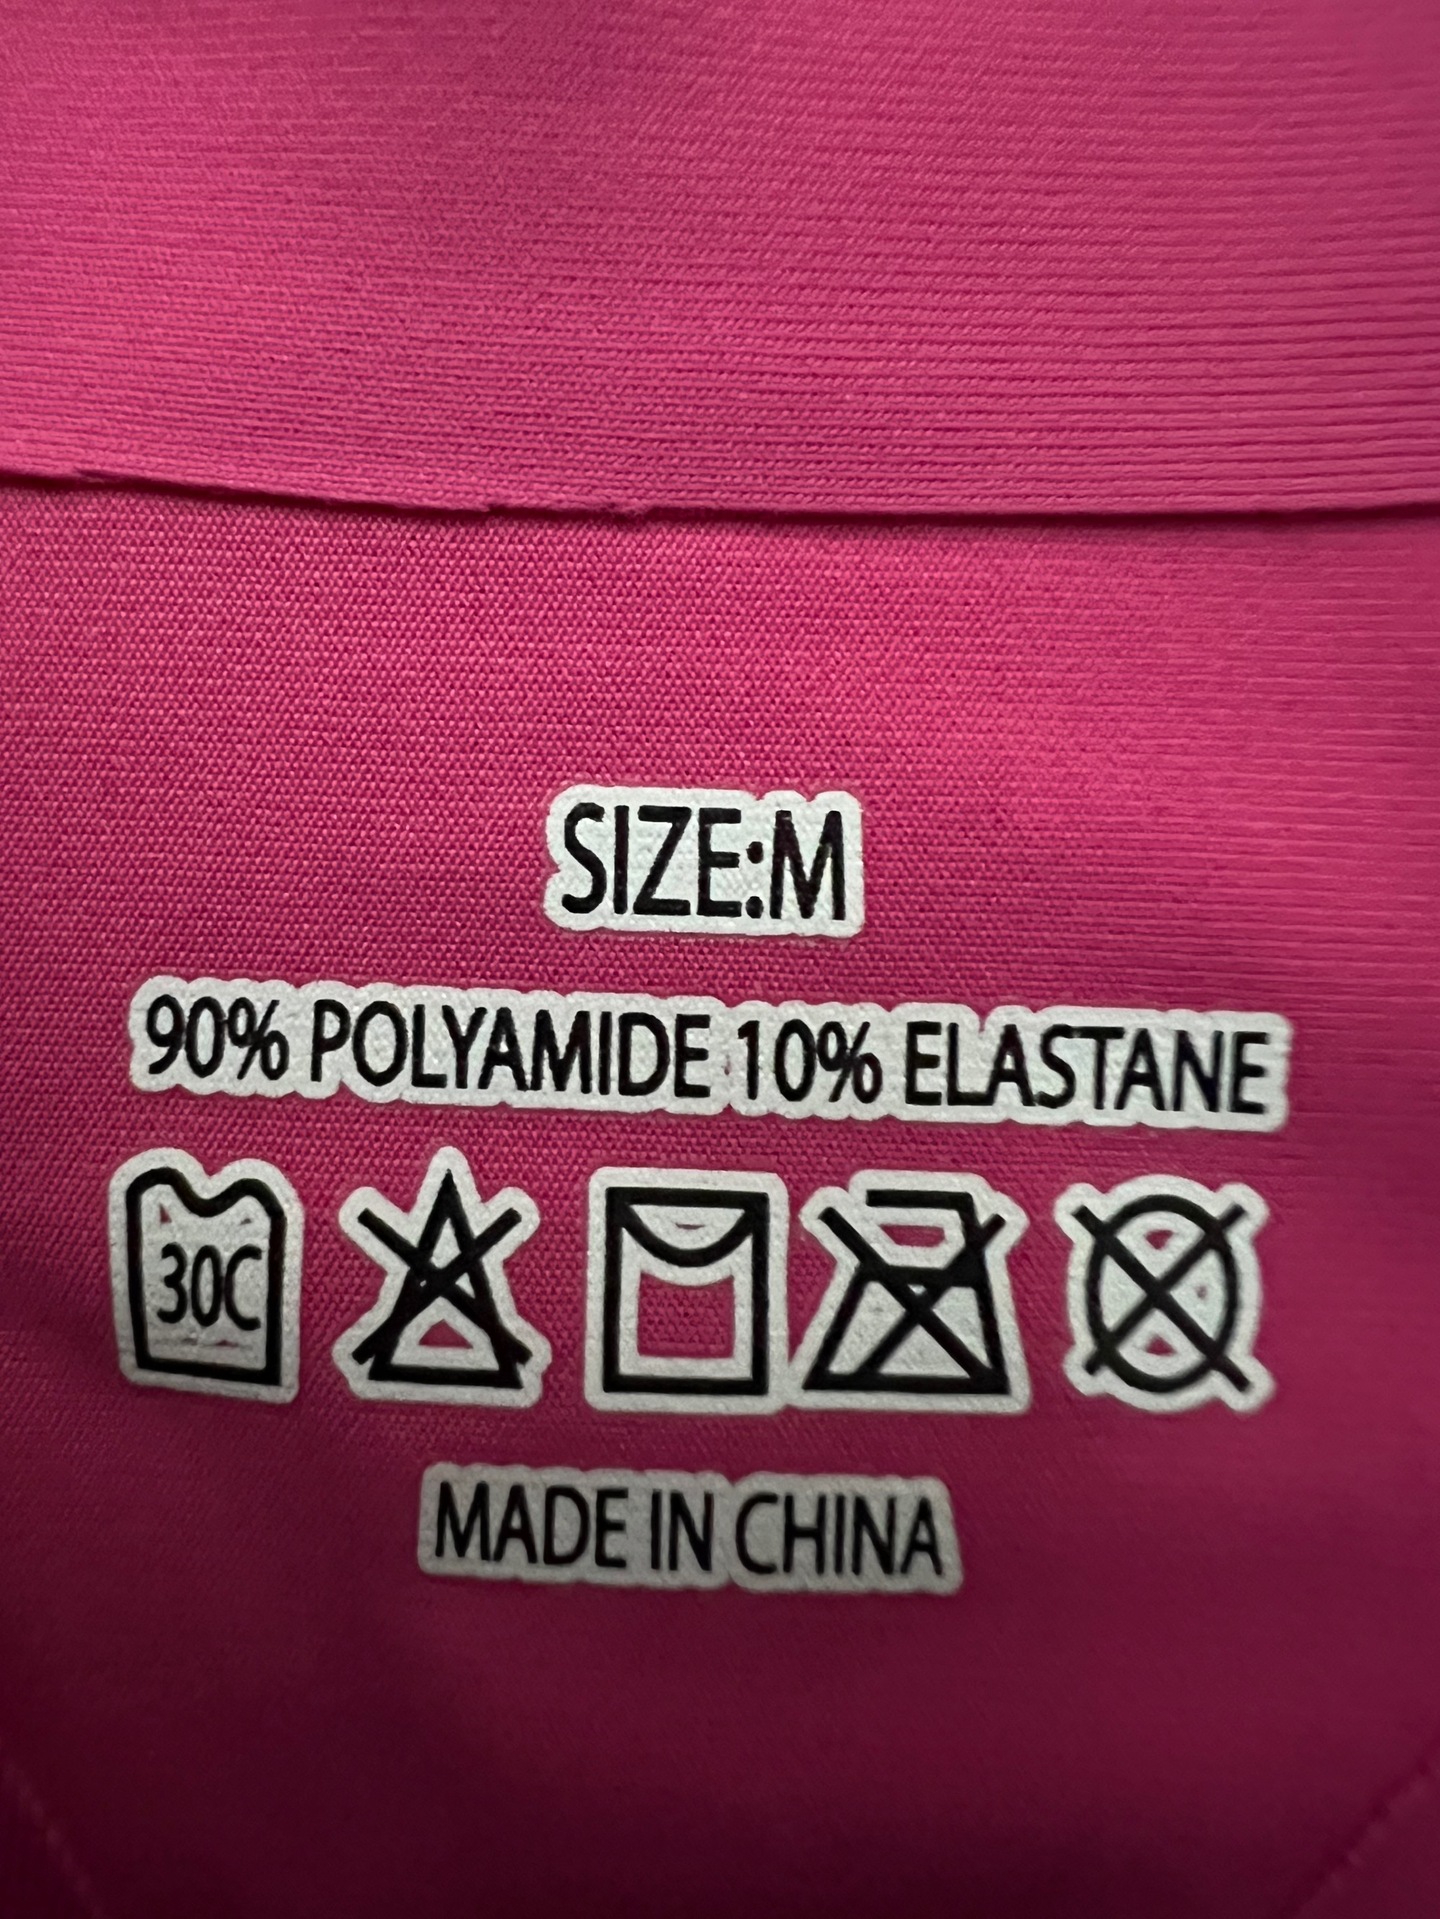 SIZE:M
90% POLYAMIDE 10% ELASTANE
30C
MADE IN CHINA